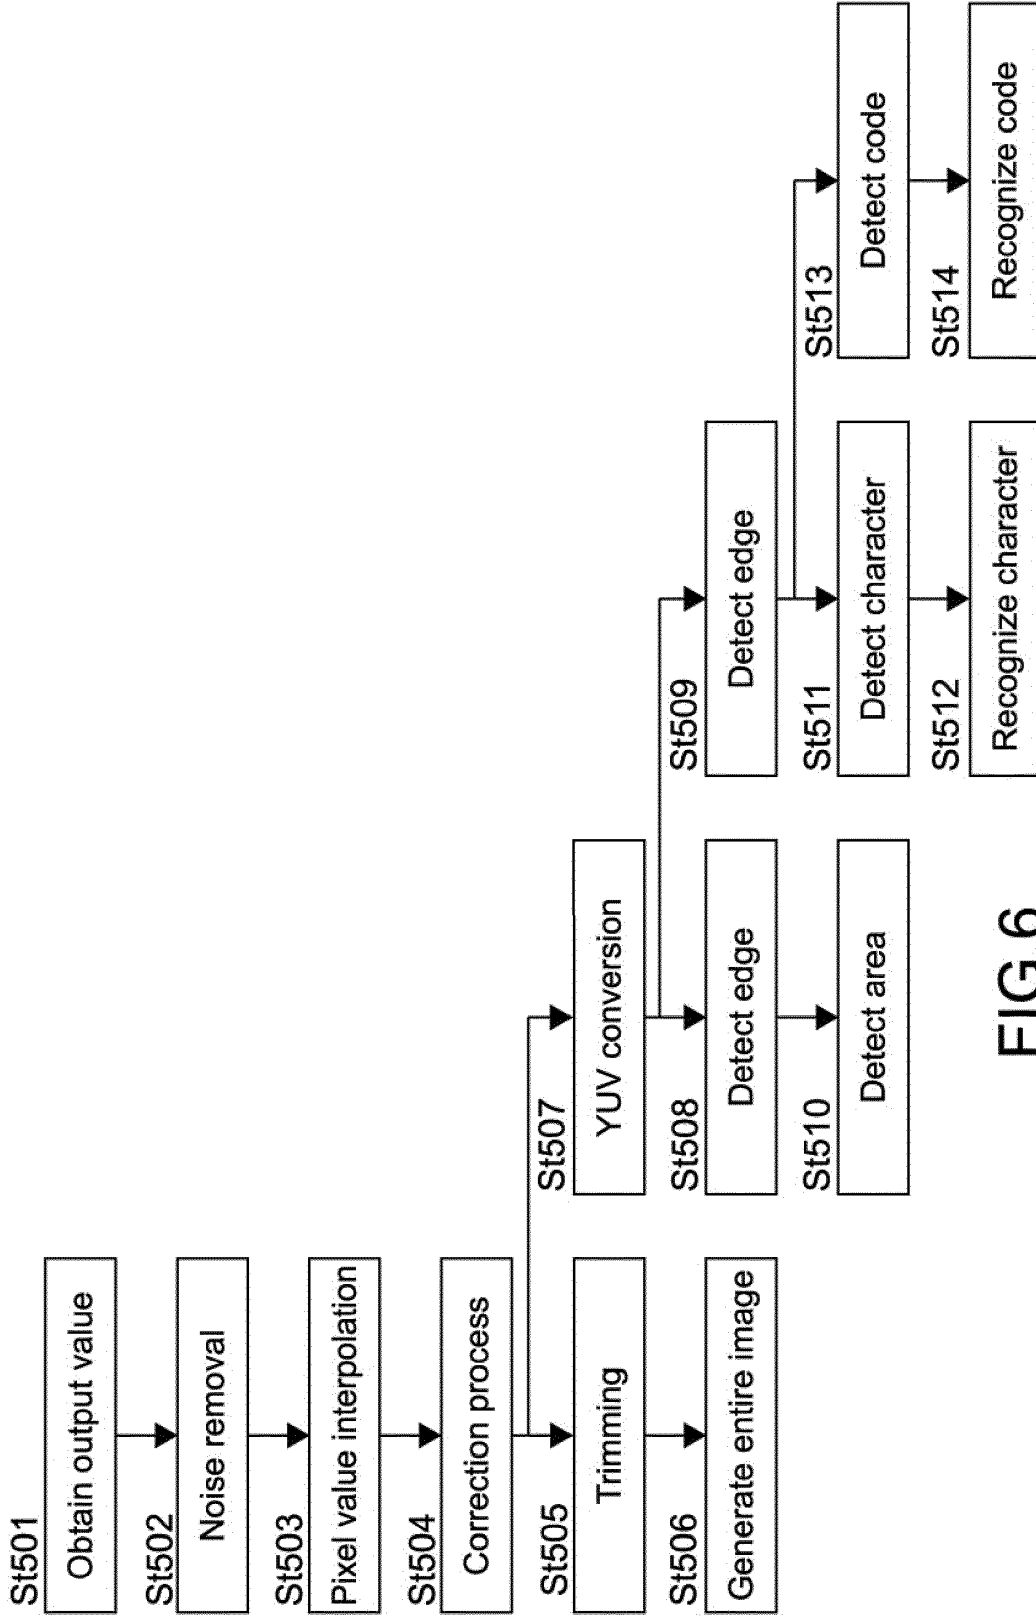 St501
Obtain output value
St502
Noise removal
St503
Pixel value interpolation
St504
Correction process
St505
Trimming
St506
Generate entire image
St507
YUV conversion
St508
Detect edge
St510
Detect area
St509
Detect edge
St511
Detect character
St512
Recognize character
St513
Detect code
St514
Recognize code
FIG.6